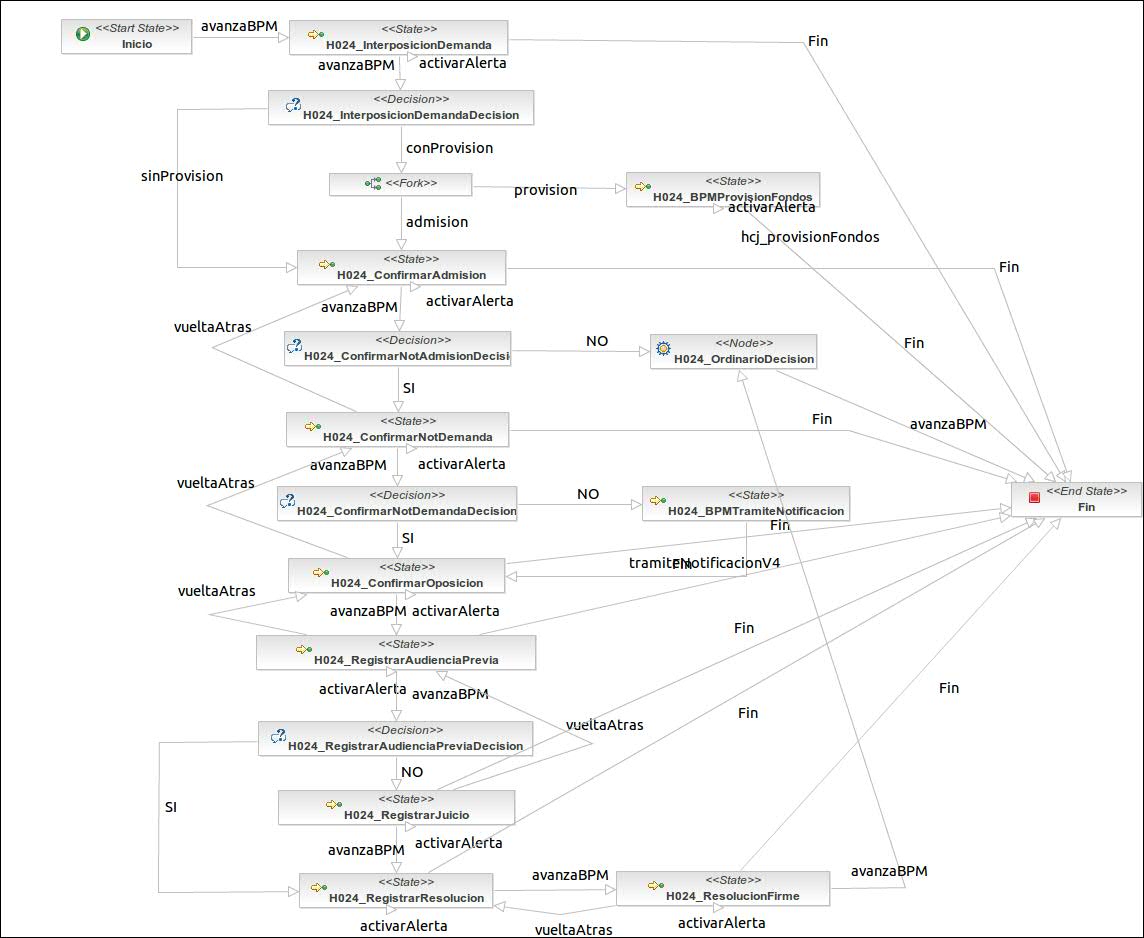 <<Start State>>
Inicio
avanzaBPM
<<State>>
H024_InterposicionDemanda
Fin
avanzaBPM
activarAlerta
<<Decision>>
H024_InterposicionDemandaDecision
conProvision
sinProvision
<<Fork>>
provision
<<State>>
H024_BPMProvisionFondos
activarAlerta
admision
hcj_provisionFondos
<<State>>
H024_ConfirmarAdmision
Fin
avanzaBPM
activarAlerta
vueltaAtras
<<Decision>>
H024_ConfirmarNotAdmisionDecisi
NO
<<Node>>
H024_OrdinarioDecision
Fin
SI
<<State>>
H024_ConfirmarNotDemanda
Fin
avanzaBPM
avanzaBPM
activarAlerta
vueltaAtras
<<Decision>>
H024_ConfirmarNotDemandaDecision
NO
<<State>>
H024_BPMTramiteNotificacion
<<End State>>
Fin
Fin
SI
<<State>>
H024_ConfirmarOposicion
tramiteNotificacionV4
Fin
vueltaAtras
avanzaBPM
activarAlerta
Fin
<<State>>
H024_RegistrarAudienciaPrevia
activarAlerta
avanzaBPM
Fin
Fin
vueltaAtras
<<Decision>>
H024_RegistrarAudienciaPreviaDecision
NO
SI
<<State>>
H024_RegistrarJuicio
avanzaBPM
activarAlerta
<<State>>
H024_RegistrarResolucion
avanzaBPM
<<State>>
H024_ResolucionFirme
avanzaBPM
activarAlerta
vueltaAtras
activarAlerta